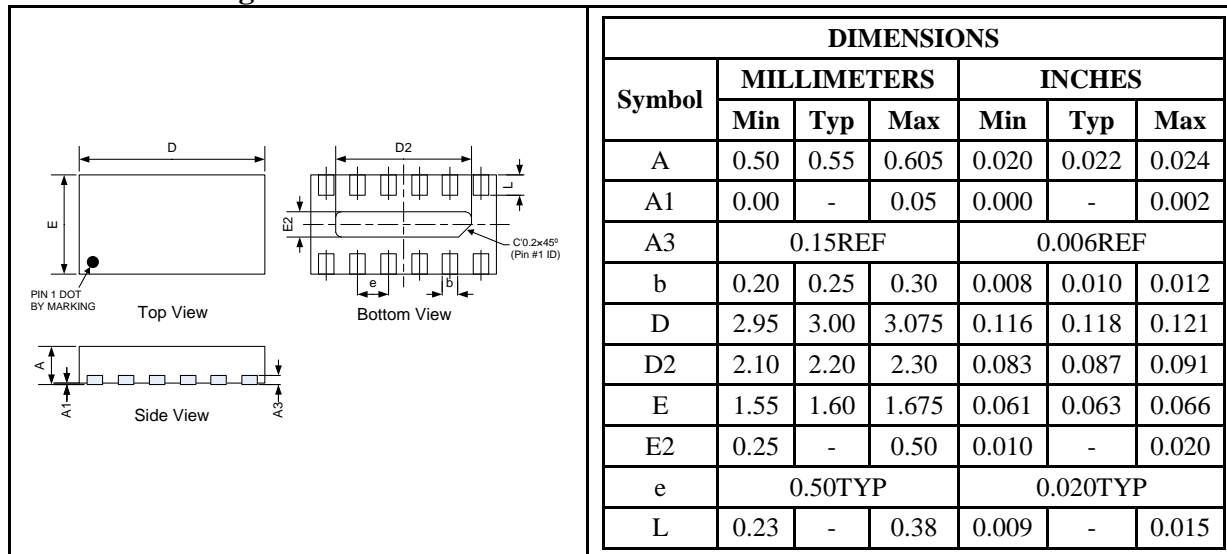 D
E
PIN 1 DOT
BY MARKING
Top View
D2
L
E2
C'0.2×45º
(Pin #1 ID)
e
b
Bottom View
A
A1
A3
Side View
DIMENSIONS
Symbol MILLIMETERS INCHES
Min Typ Max Min Typ Max
A 0.50 0.55 0.605 0.020 0.022 0.024
A1 0.00 - 0.05 0.000 - 0.002
A3 0.15REF 0.006REF
b 0.20 0.25 0.30 0.008 0.010 0.012
D 2.95 3.00 3.075 0.116 0.118 0.121
D2 2.10 2.20 2.30 0.083 0.087 0.091
E 1.55 1.60 1.675 0.061 0.063 0.066
E2 0.25 - 0.50 0.010 - 0.020
e 0.50TYP 0.020TYP
L 0.23 - 0.38 0.009 - 0.015